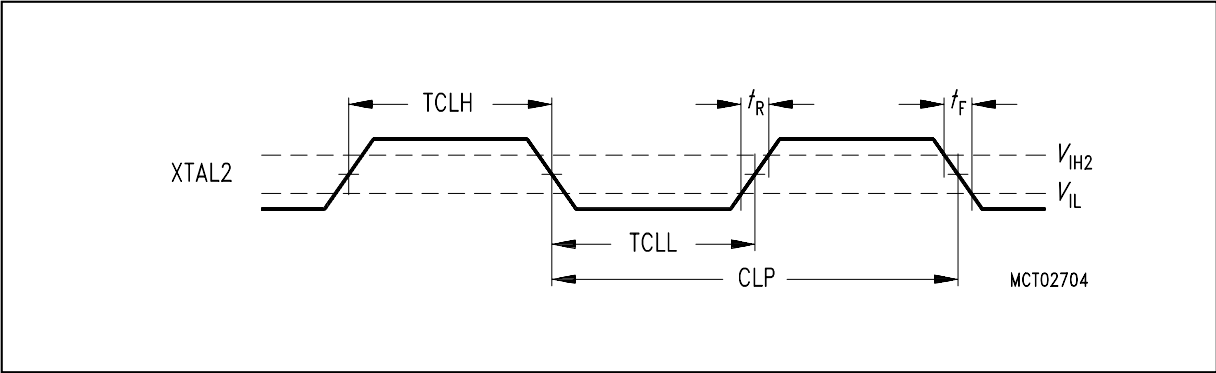 TCLH
tR
tF
XTAL2
VIH2
VIL
TCLL
CLP
MCT02704